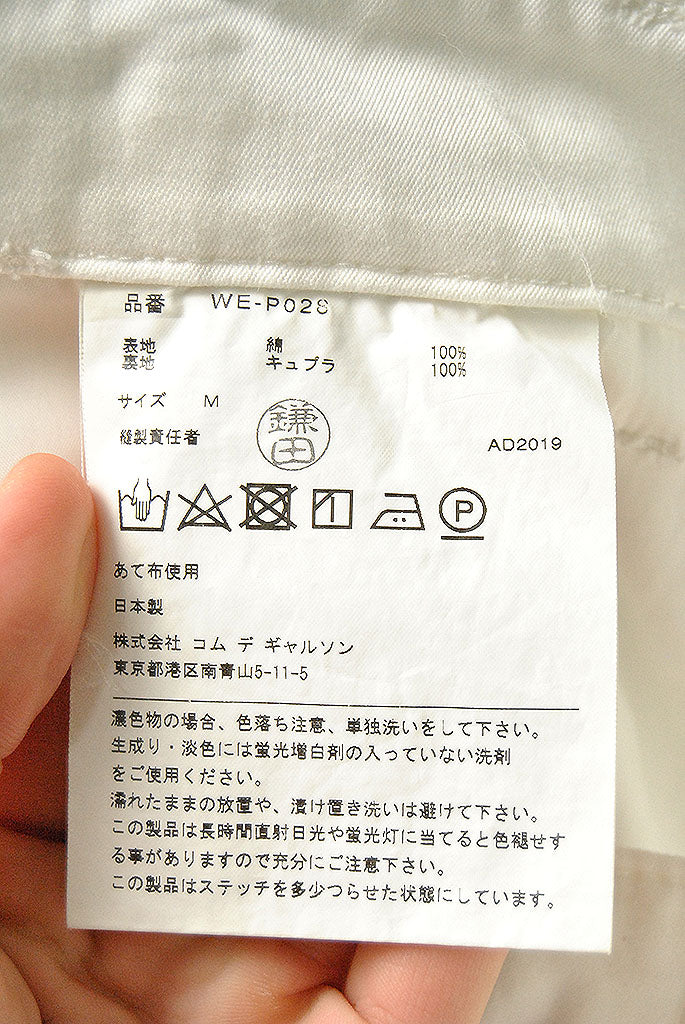 品番 WE-P028
表地 綿 100%
裏地 キュプラ 100%
サイズ M
縫製責任者 鎌田 AD2019
P
あて布使用
日本製
株式会社 コム デ ギャルソン
東京都港区南青山5-11-5
濃色物の場合、色落ち注意、単独洗いをして下さい。
生成り・淡色には蛍光増白剤の入っていない洗剤
をご使用ください。
濡れたままの放置や、漬け置き洗いは避けて下さい。
この製品は長時間直射日光や蛍光灯に当てると色褪せす
る事がありますので充分にご注意下さい。
この製品はステッチを多少つらせた状態にしています。